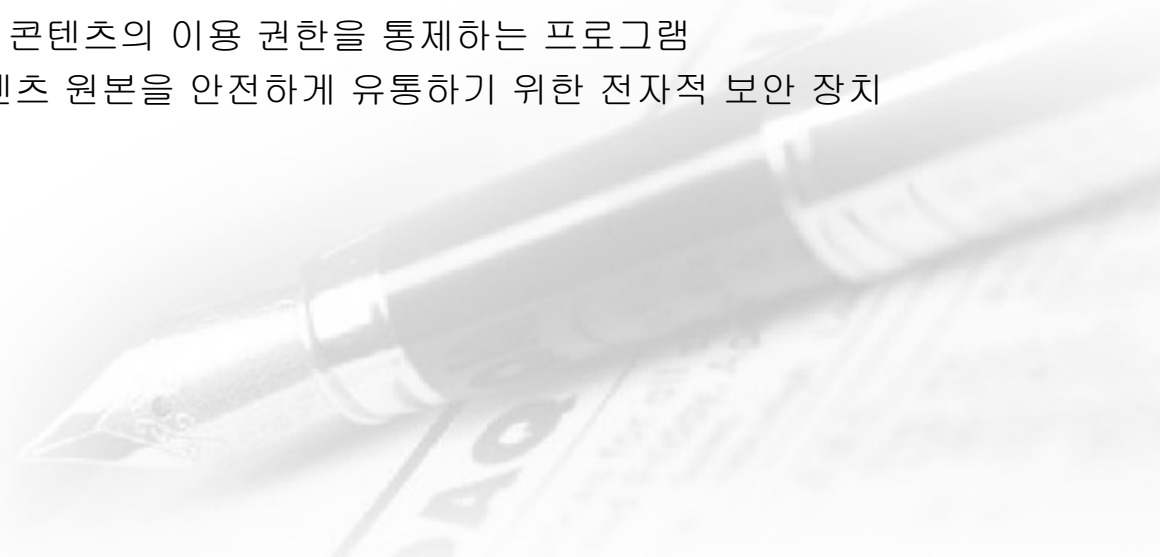 콘텐츠의 이용 권한을 통제하는 프로그램
츠 원본을 안전하게 유통하기 위한 전자적 보안 장치